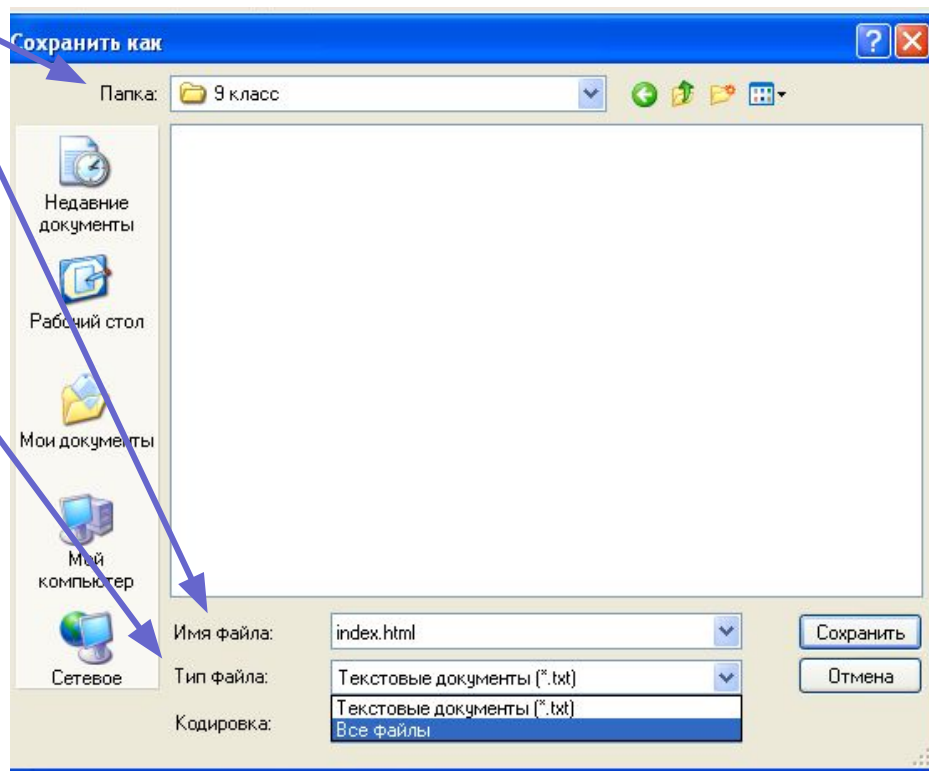 Сохранить как
Папка: 9 класс
Недавние
документы
Рабочий стол
Мои документы
Мой
компьютер
Сетевое
Имя файла: index.html Сохранить
Тип файла: Текстовые документы (*.txt) Отмена
Текстовые документы (*.txt)
Кодировка: Все файлы